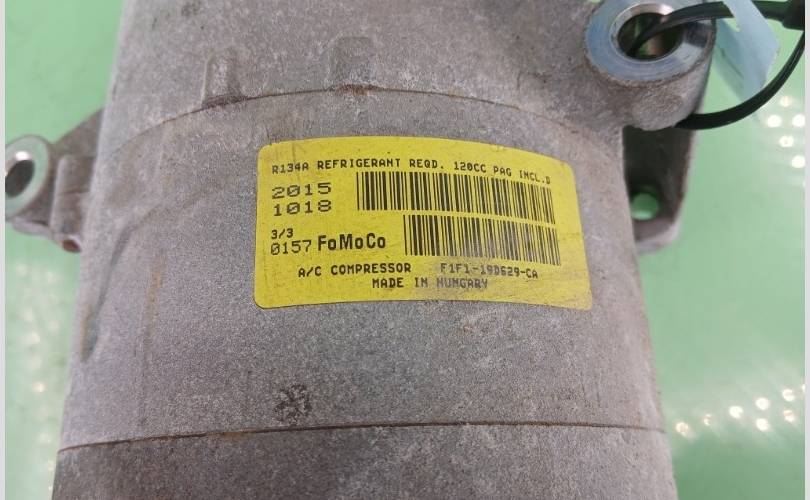 R134A REFRIGERANT REQD. 120CC PAG INCL.D
2015
1018
3/3
0157 FoMoCo
A/C COMPRESSOR F1F1-19D629-CA
MADE IN HUNGARY